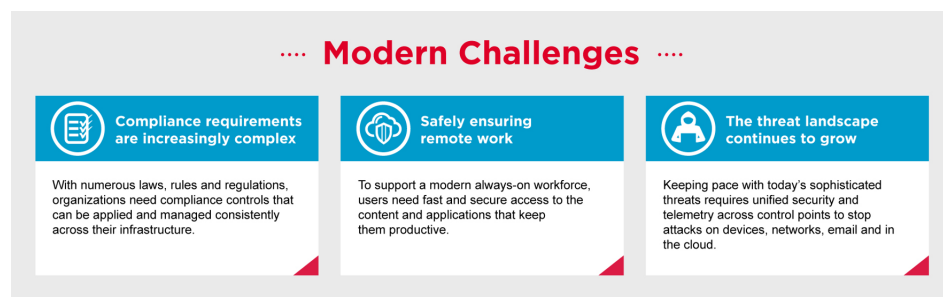 Modern Challenges
Compliance requirements
are increasingly complex
With numerous laws, rules and regulations,
organizations need compliance controls that
can be applied and managed consistently
across their infrastructure.
Safely ensuring
remote work
To support a modern always-on workforce,
users need fast and secure access to the
content and applications that keep
them productive.
The threat landscape
continues to grow
Keeping pace with today's sophisticated
threats requires unified security and
telemetry across control points to stop
attacks on devices, networks, email and in
the cloud.